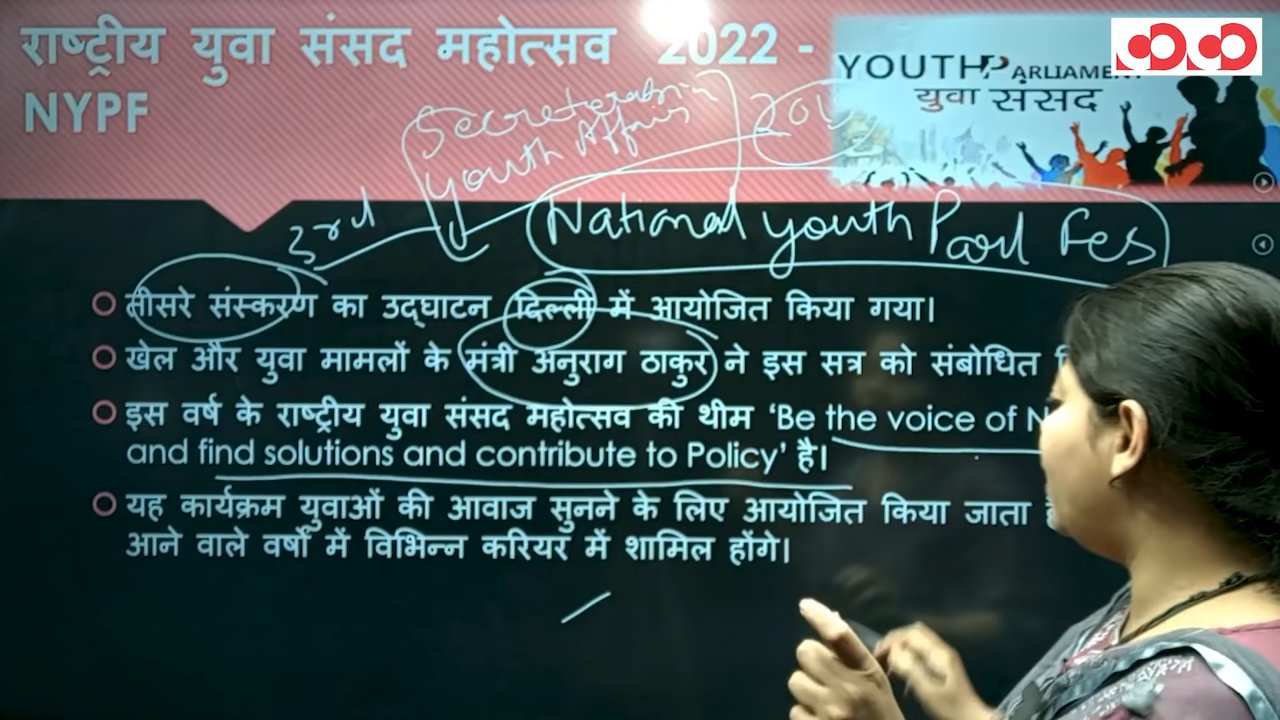 राष्ट्रीय युवा संसद महोत्सव 2022 -
NYPF
YOUTH PARLIAMENT
युवा संसद
Youth Affair
3rd
National youth Parl Fes
तीसरे संस्करण का उद्घाटन दिल्ली में आयोजित किया गया।
खेल और युवा मामलों के मंत्री अनुराग ठाकुर ने इस सत्र को संबोधित
इस वर्ष के राष्ट्रीय युवा संसद महोत्सव की थीम ‘Be the voice of
and find solutions and contribute to Policy’ है।
यह कार्यक्रम युवाओं की आवाज सुनने के लिए आयोजित किया जाता
आने वाले वर्षों में विभिन्न करियर में शामिल होंगे।